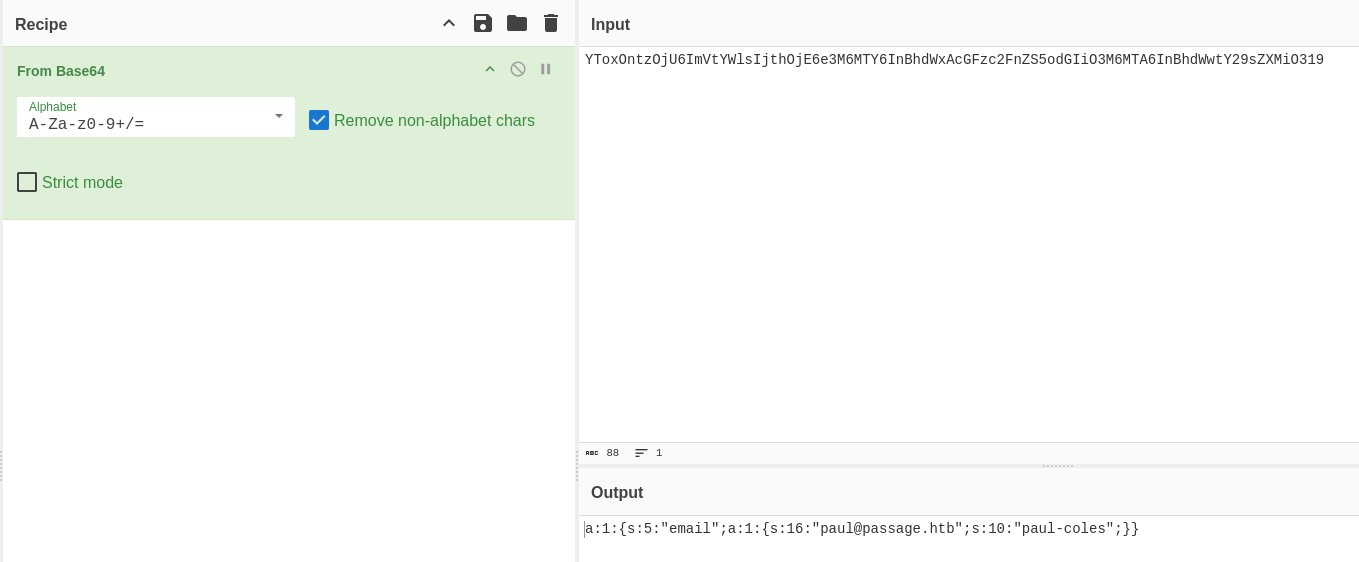 Recipe
From Base64
Alphabet
A-Za-z0-9+/=
Remove non-alphabet chars
Strict mode
Input
YToxOntzOjU6ImVtYWlsIjthOjE6e3M6MTY6InBhdWxAcGFzc2FnZS5odGIiO3M6MTA6InBhdWwtY29sZXMiO319
ABC 88 1
Output
a:1:{s:5:"email";a:1:{s:16:"paul@passage.htb";s:10:"paul-coles";}}